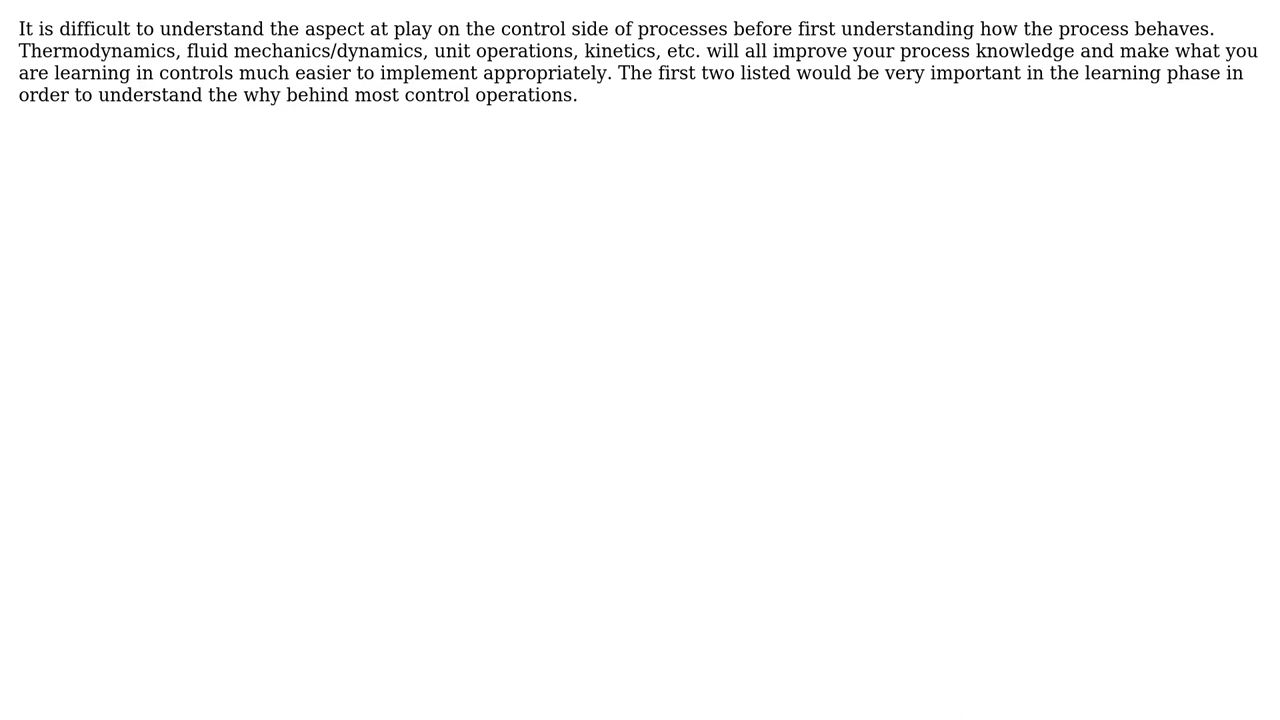 It is difficult to understand the aspect at play on the control side of processes before first understanding how the process behaves.
Thermodynamics, fluid mechanics/dynamics, unit operations, kinetics, etc. will all improve your process knowledge and make what you
are learning in controls much easier to implement appropriately. The first two listed would be very important in the learning phase in
order to understand the why behind most control operations.